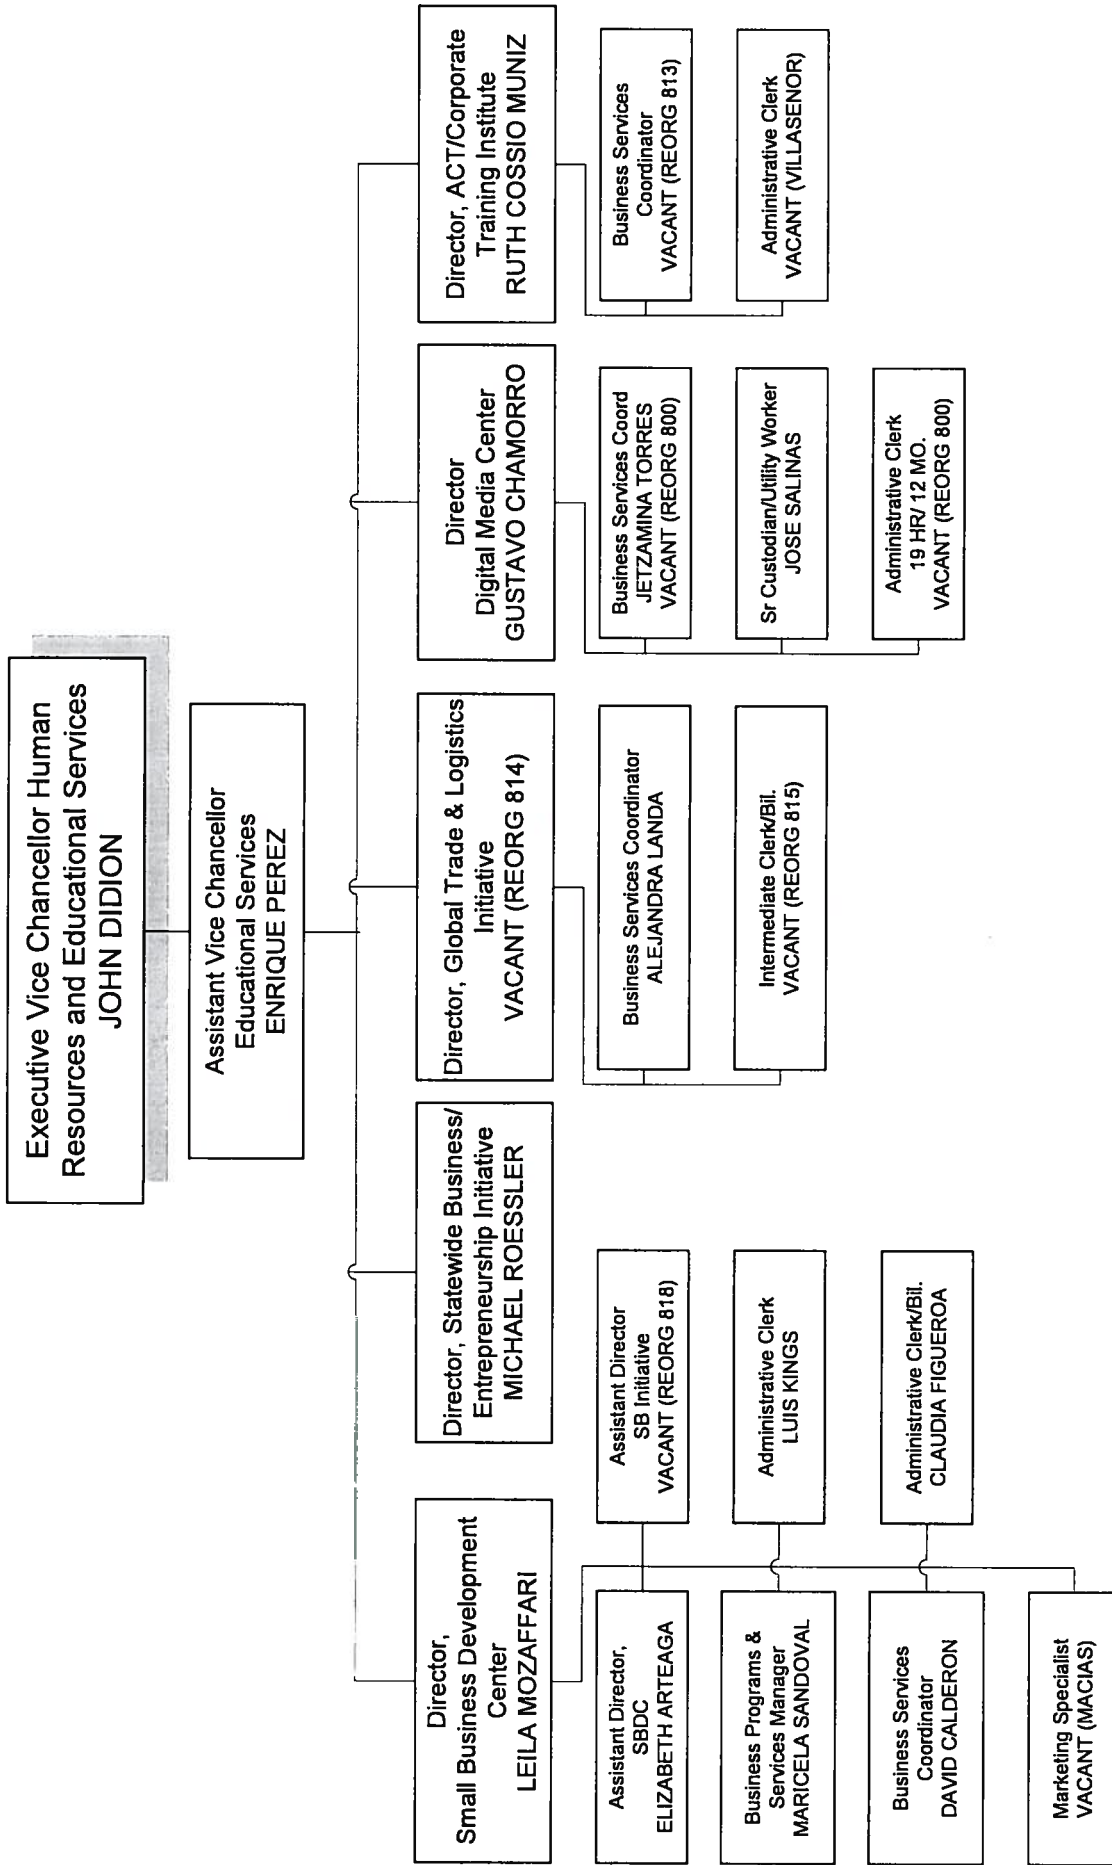 Executive Vice Chancellor Human
Resources and Educational Services
JOHN DIDION
Assistant Vice Chancellor
Educational Services
ENRIQUE PEREZ
Director,
Small Business Development
Center
LEILA MOZAFFARI
Director, Statewide Business/
Entrepreneurship Initiative
MICHAEL ROESSLER
Director, Global Trade & Logistics
Initiative
VACANT (REORG 814)
Director
Digital Media Center
GUSTAVO CHAMORRO
Director, ACT/Corporate
Training Institute
RUTH COSSIO MUNIZ
Assistant Director,
SBDC
ELIZABETH ARTEAGA
Assistant Director
SB Initiative
VACANT (REORG 818)
Business Programs &
Services Manager
MARICELA SANDOVAL
Administrative Clerk
LUIS KINGS
Business Services
Coordinator
DAVID CALDERON
Administrative Clerk/Bil.
CLAUDIA FIGUEROA
Marketing Specialist
VACANT (MACIAS)
Business Services Coordinator
ALEJANDRA LANDA
Intermediate Clerk/Bil.
VACANT (REORG 815)
Business Services Coord
JETZAMINA TORRES
VACANT (REORG 800)
Sr Custodian/Utility Worker
JOSE SALINAS
Administrative Clerk
19 HR/ 12 MO.
VACANT (REORG 800)
Business Services
Coordinator
VACANT (REORG 813)
Administrative Clerk
VACANT (VILLASENOR)